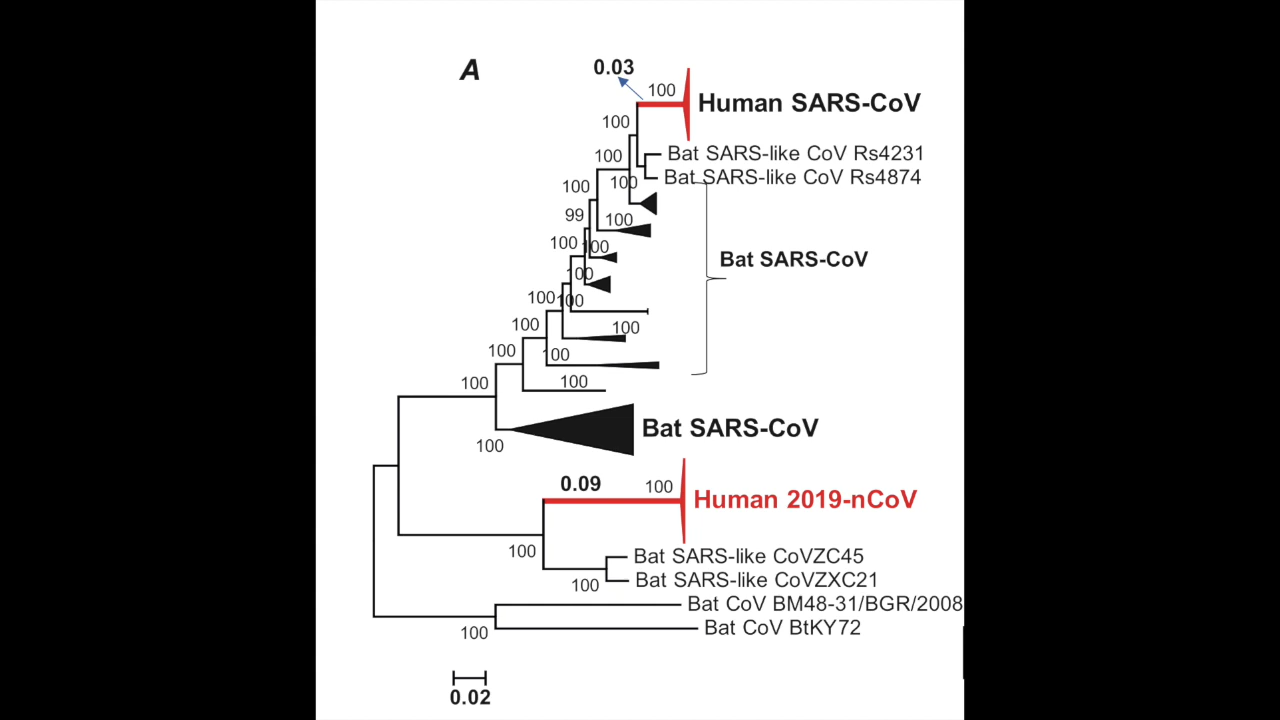 A
0.03
100
Human SARS-CoV
100
Bat SARS-like CoV Rs4231
100
Bat SARS-like CoV Rs4874
100
100
99
100
100
100
Bat SARS-CoV
100
100
100
100
100
100
100
100
100
Bat SARS-CoV
100
0.09
100
Human 2019-nCoV
100
Bat SARS-like CoVZC45
Bat SARS-like CoVZXC21
100
Bat CoV BM48-31/BGR/2008
Bat CoV BtKY72
100
0.02